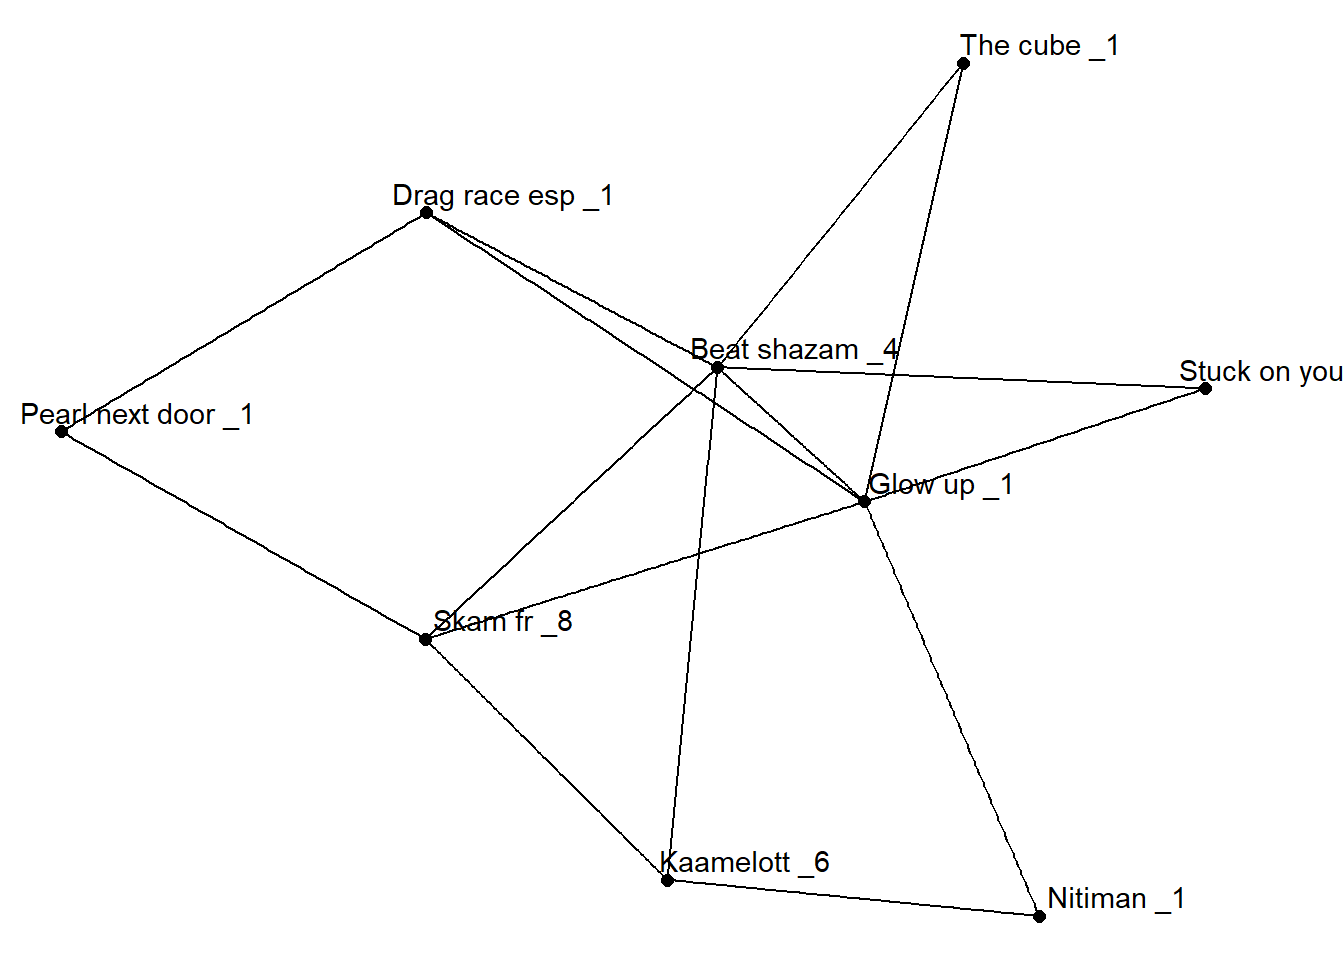 The cube _1
Drag race esp _1
Beat shazam _4
Stuck on you
Pearl next door _1
Glow up _1
Skam fr _8
Kaamelott _6
Nitiman _1